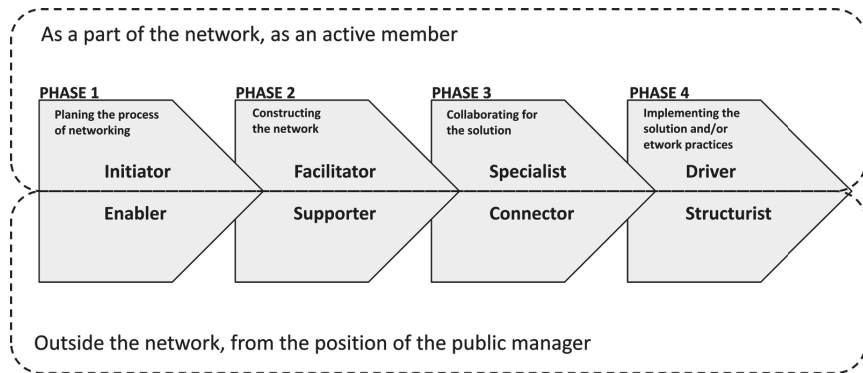 As a part of the network, as an active member
PHASE 1
Planing the process
of networking
Initiator
Enabler
PHASE 2
Constructing
the network
Facilitator
Supporter
PHASE 3
Collaborating for
the solution
Specialist
Connector
PHASE 4
Implementing the
solution and/or
etwork practices
Driver
Structurist
Outside the network, from the position of the public manager